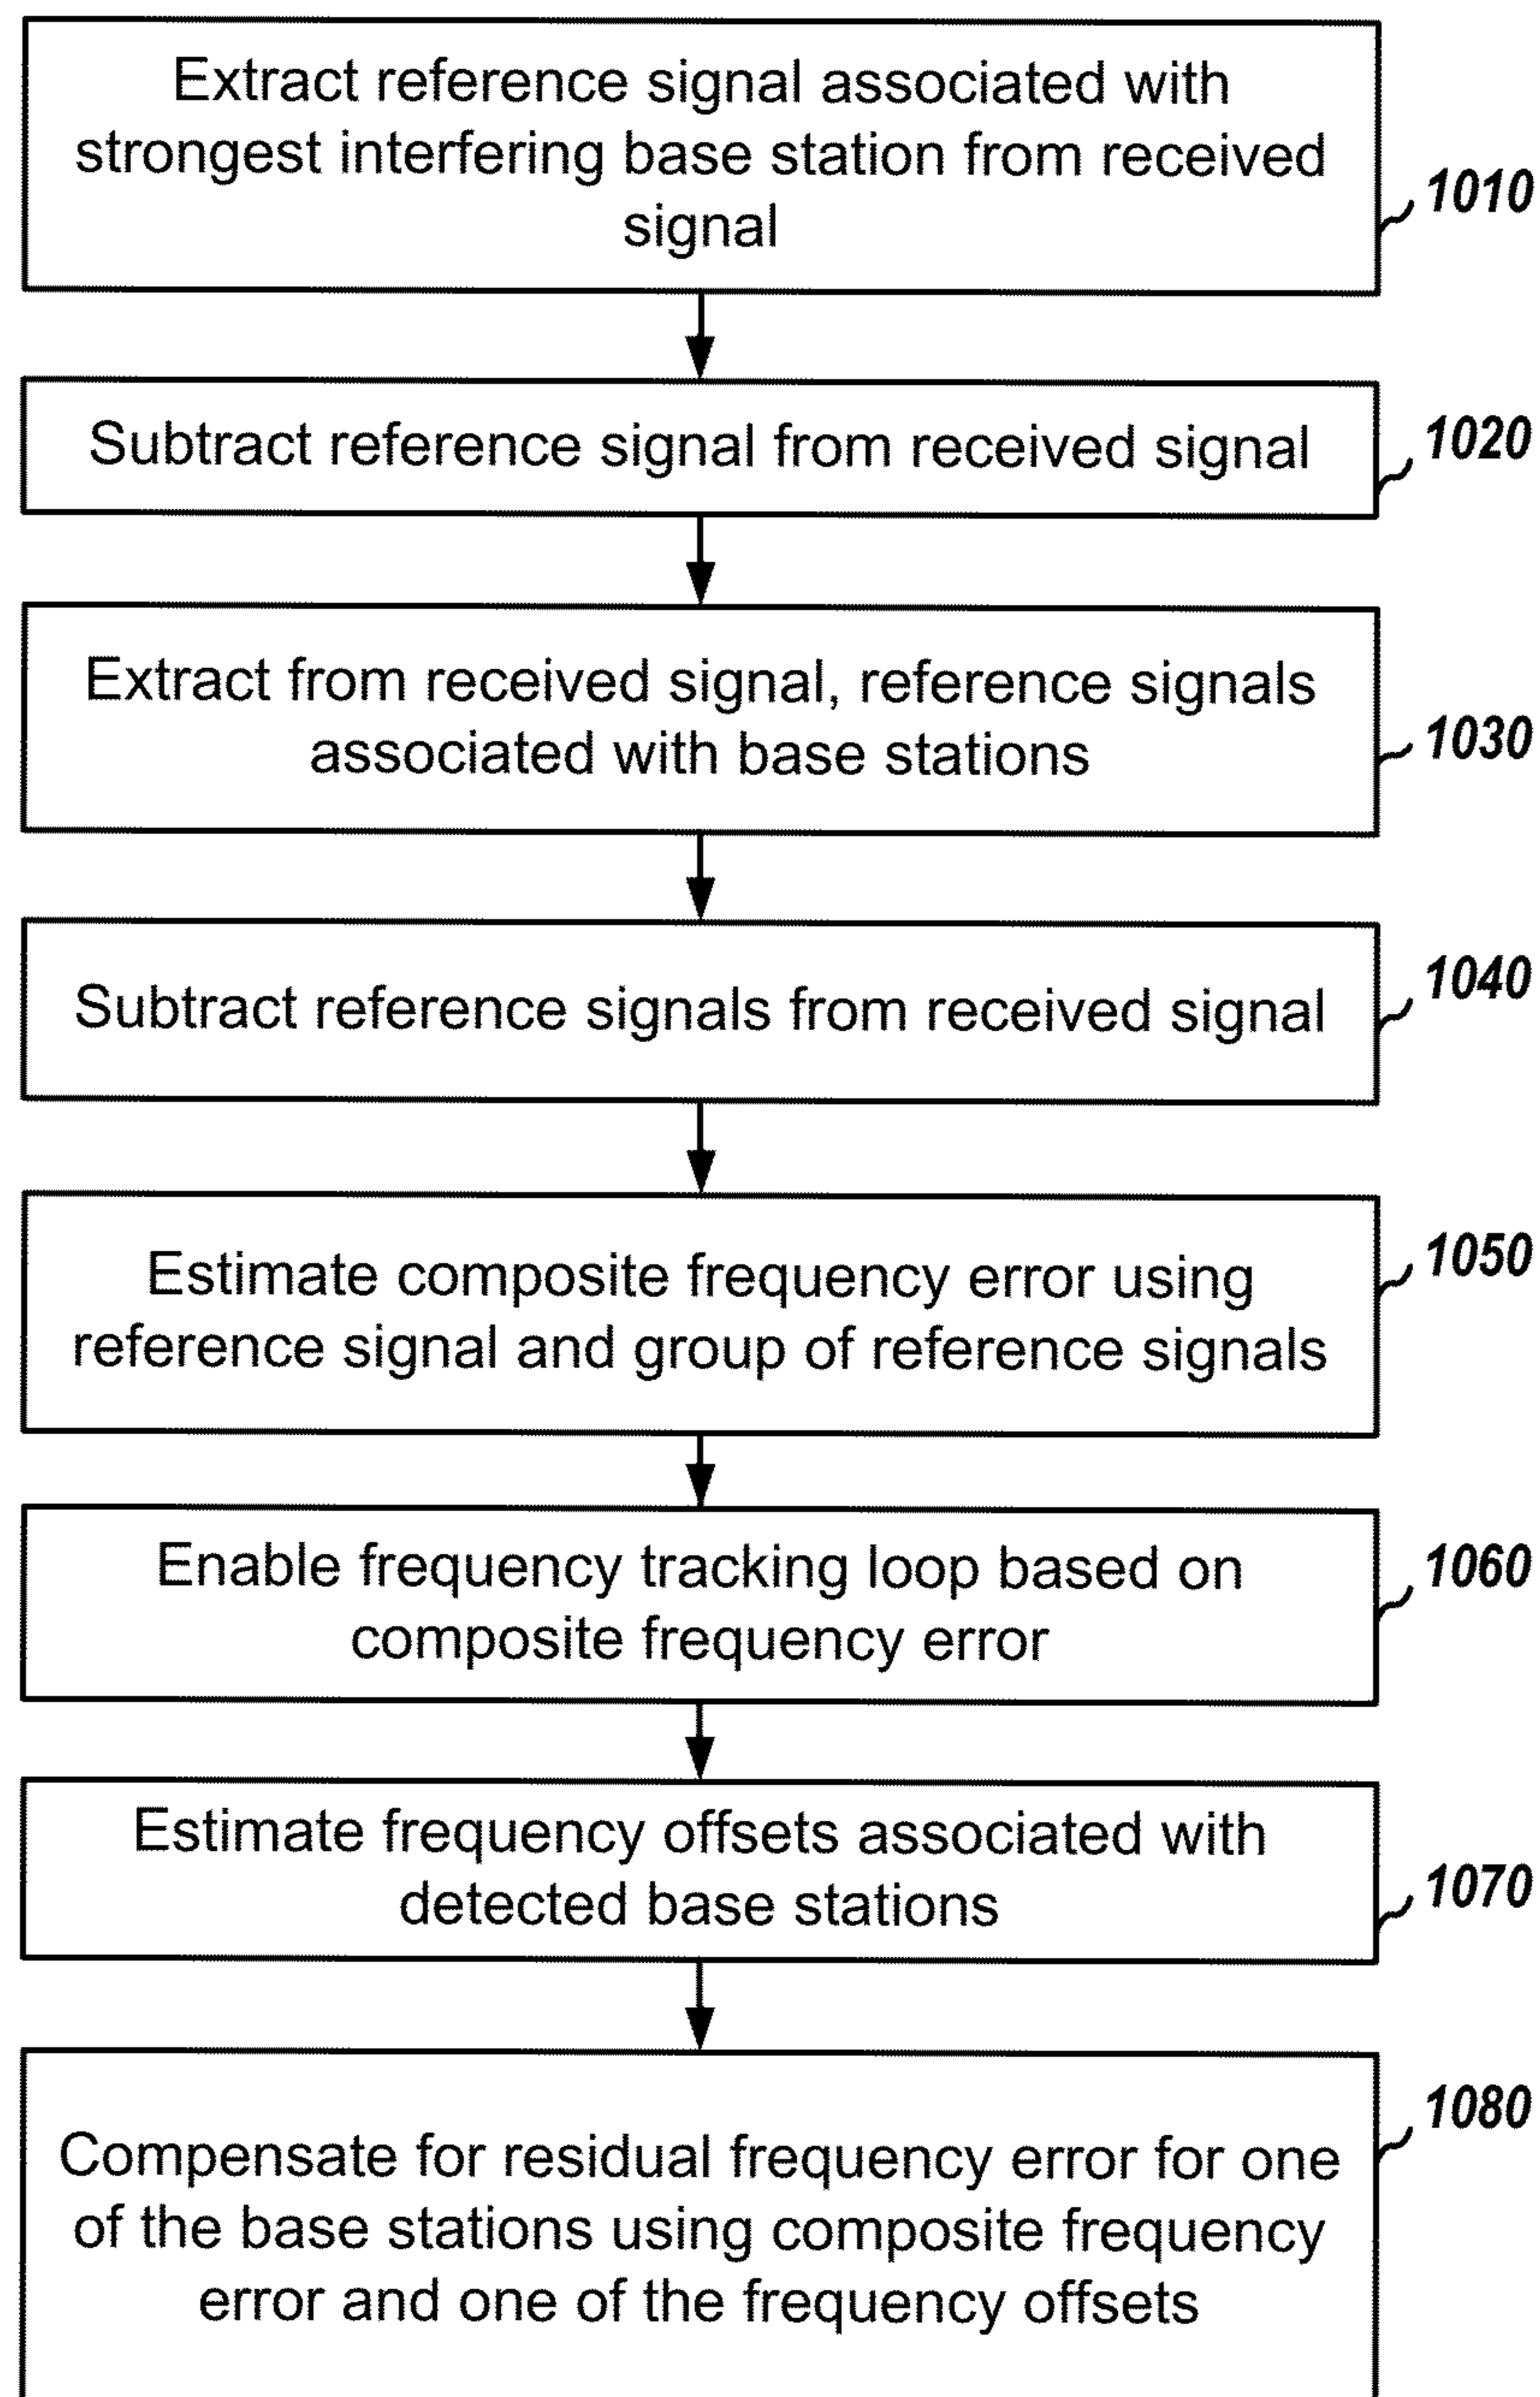 Extract reference signal associated with
strongest interfering base station from received
signal
1010
Subtract reference signal from received signal
1020
Extract from received signal, reference signals
associated with base stations
1030
Subtract reference signals from received signal
1040
Estimate composite frequency error using
reference signal and group of reference signals
1050
Enable frequency tracking loop based on
composite frequency error
1060
Estimate frequency offsets associated with
detected base stations
1070
Compensate for residual frequency error for one
of the base stations using composite frequency
error and one of the frequency offsets
1080